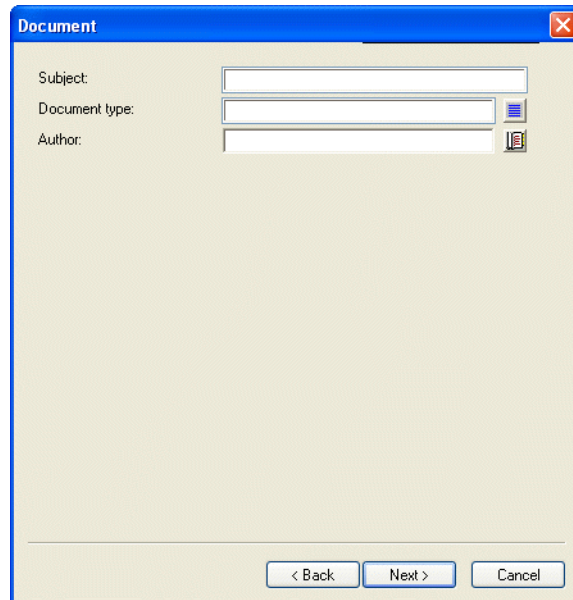 Document
Subject:
Document type:
Author:
< Back Next > Cancel